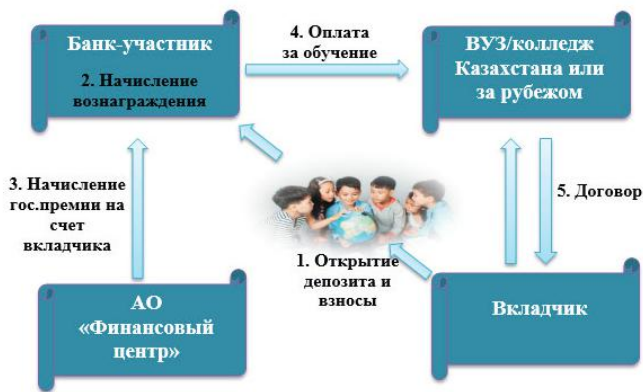 Банк-участник
2. Начисление
вознаграждения
4. Оплата
за обучение
ВУЗ/колледж
Казахстана или
за рубежом
3. Начисление
гос.премии на
счет
вкладчика
5. Договор
1. Открытие
депозита и
взносы
АО
«Финансовый
центр»
Вкладчик